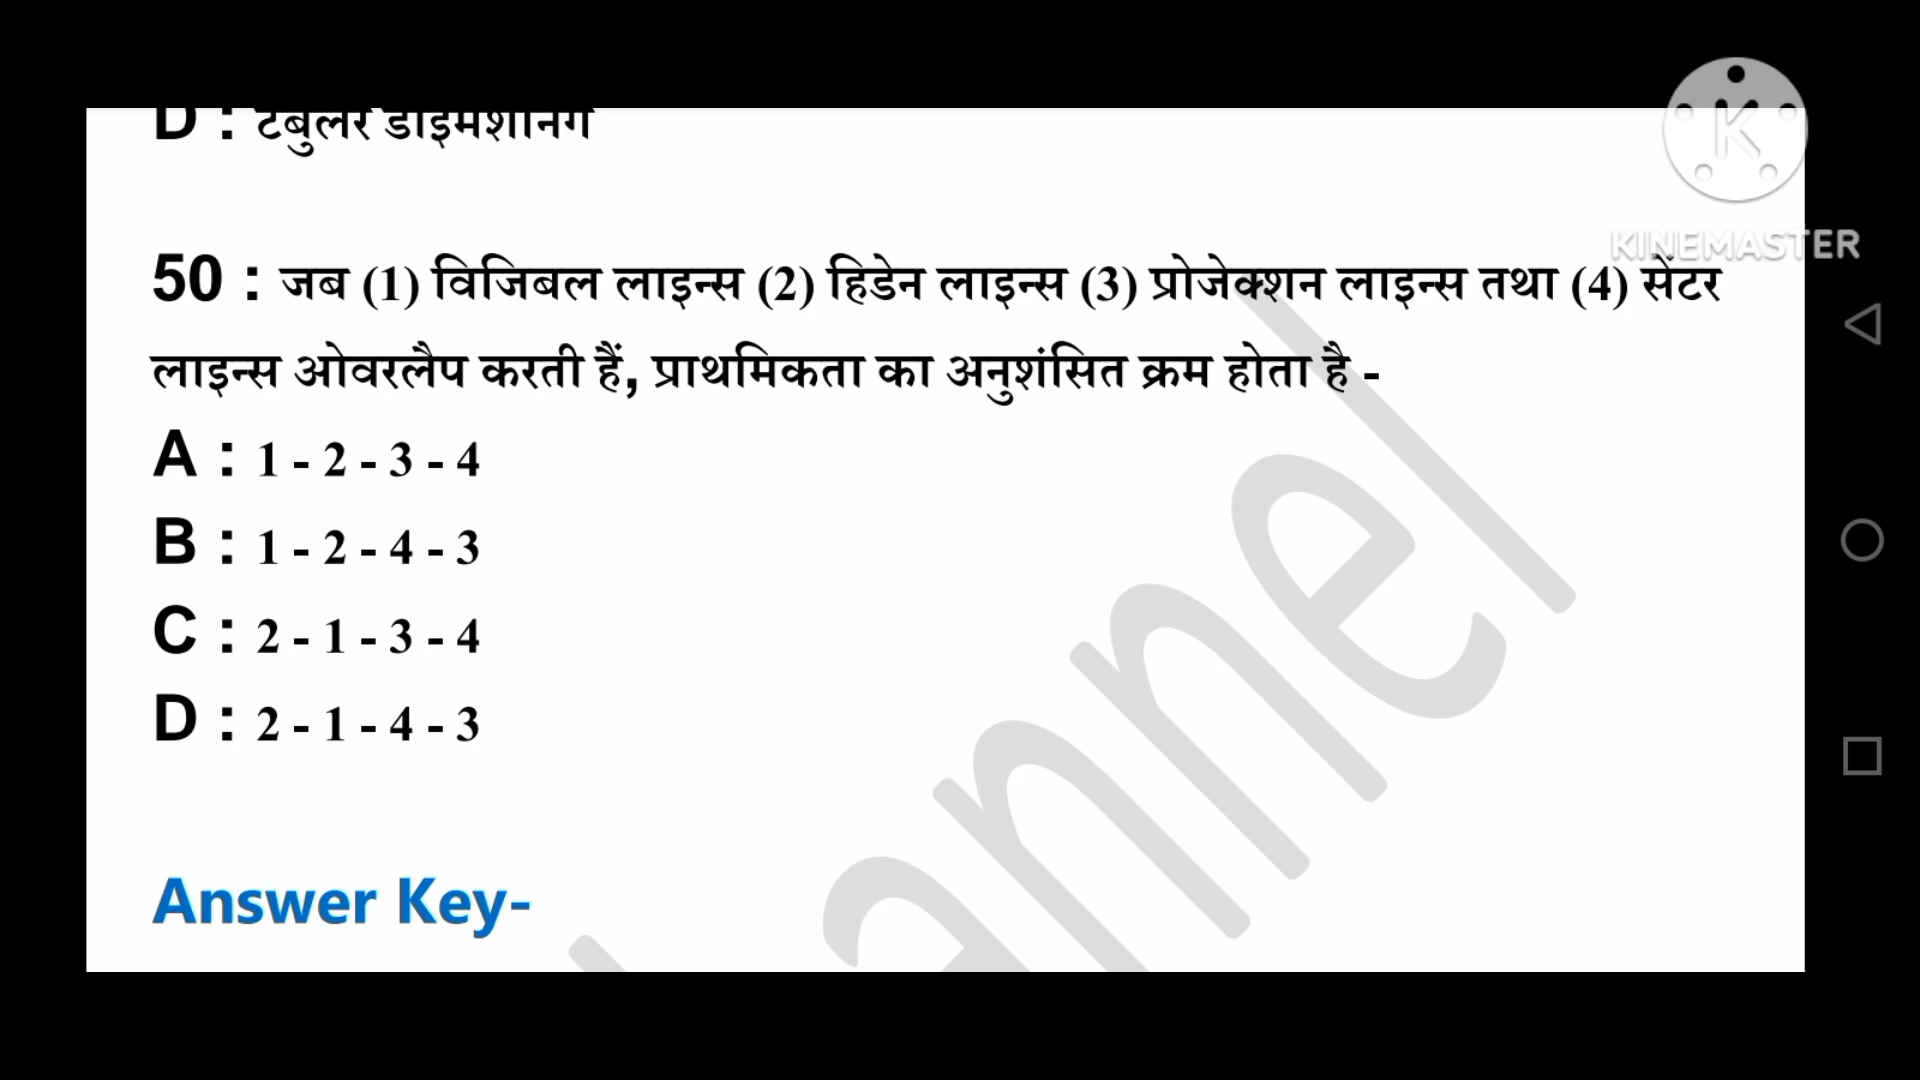 D : टेबुलर डाइमेंशनिंग
KINEMASTER
50 : जब (1) विजिबल लाइन्स (2) हिडेन लाइन्स (3) प्रोजेक्शन लाइन्स तथा (4) सेंटर
लाइन्स ओवरलैप करती हैं, प्राथमिकता का अनुशंसित क्रम होता है -
A : 1 - 2 - 3 - 4
B : 1 - 2 - 4 - 3
C : 2 - 1 - 3 - 4
D : 2 - 1 - 4 - 3
annel
Answer Key-